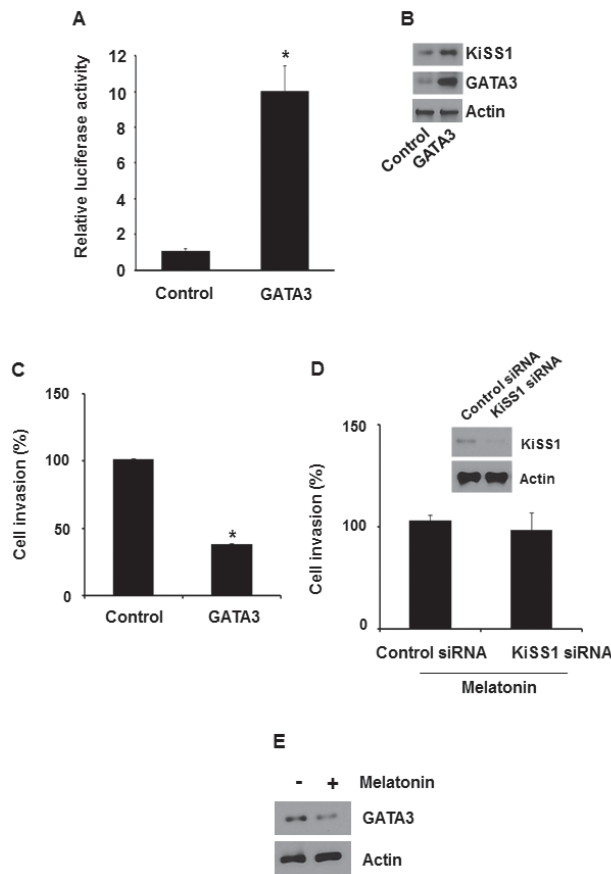 A
Relative luciferase activity
12
10
8
6
4
2
0
*
Control
GATA3
B
KiSS1
GATA3
Actin
Control
GATA3
C
Cell invasion (%)
150
100
50
0
*
Control
GATA3
D
Control siRNA
KiSS1 siRNA
KiSS1
Actin
Cell invasion (%)
150
100
0
Control siRNA
KiSS1 siRNA
Melatonin
E
- + Melatonin
GATA3
Actin